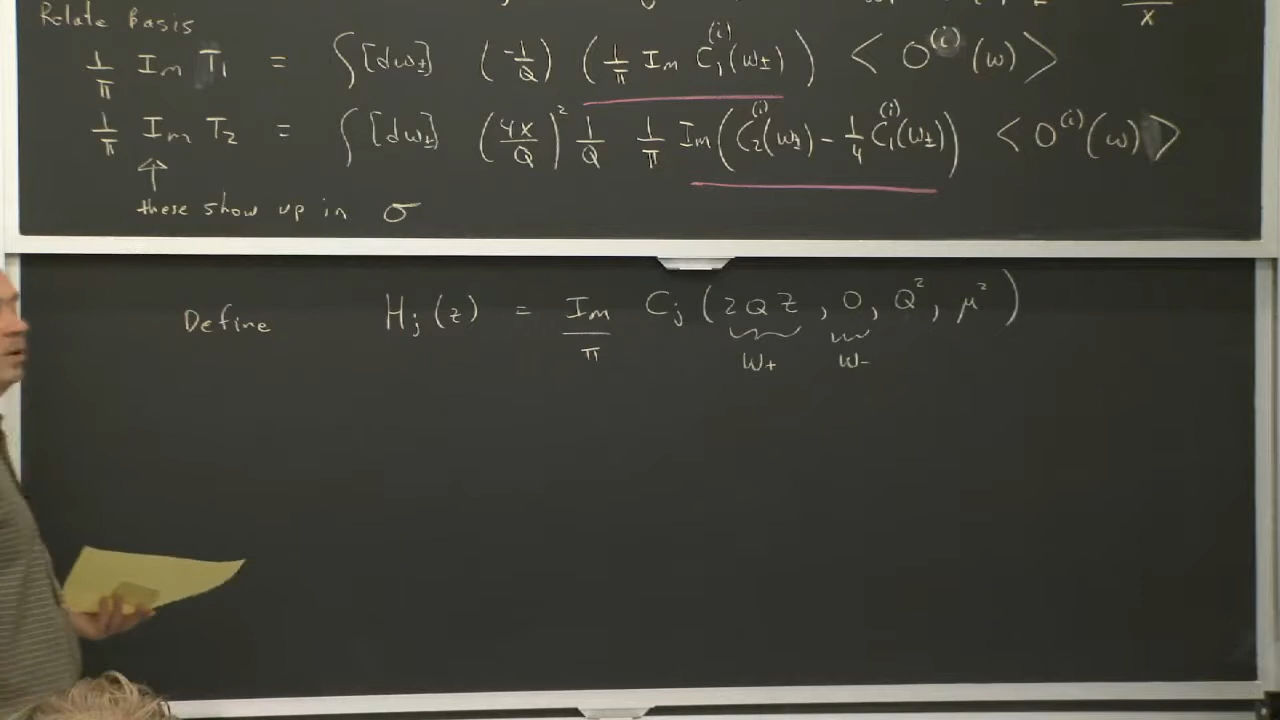 x
Relate Basis
1/π Im T₁ = ∫[dω±] (-1/Q) (1/π Im C₁⁽ⁱ⁾(ω±)) < O⁽ⁱ⁾(ω) >
1/π Im T₂ = ∫[dω±] (4x/Q)² 1/Q 1/π Im(C₂⁽ⁱ⁾(ω±) - 1/4 C₁⁽ⁱ⁾(ω±)) < O⁽ⁱ⁾(ω) >
↑
these show up in σ
Define Hⱼ(z) = Im/π Cⱼ(2Qz, 0, Q², μ²)
ω+ ω-